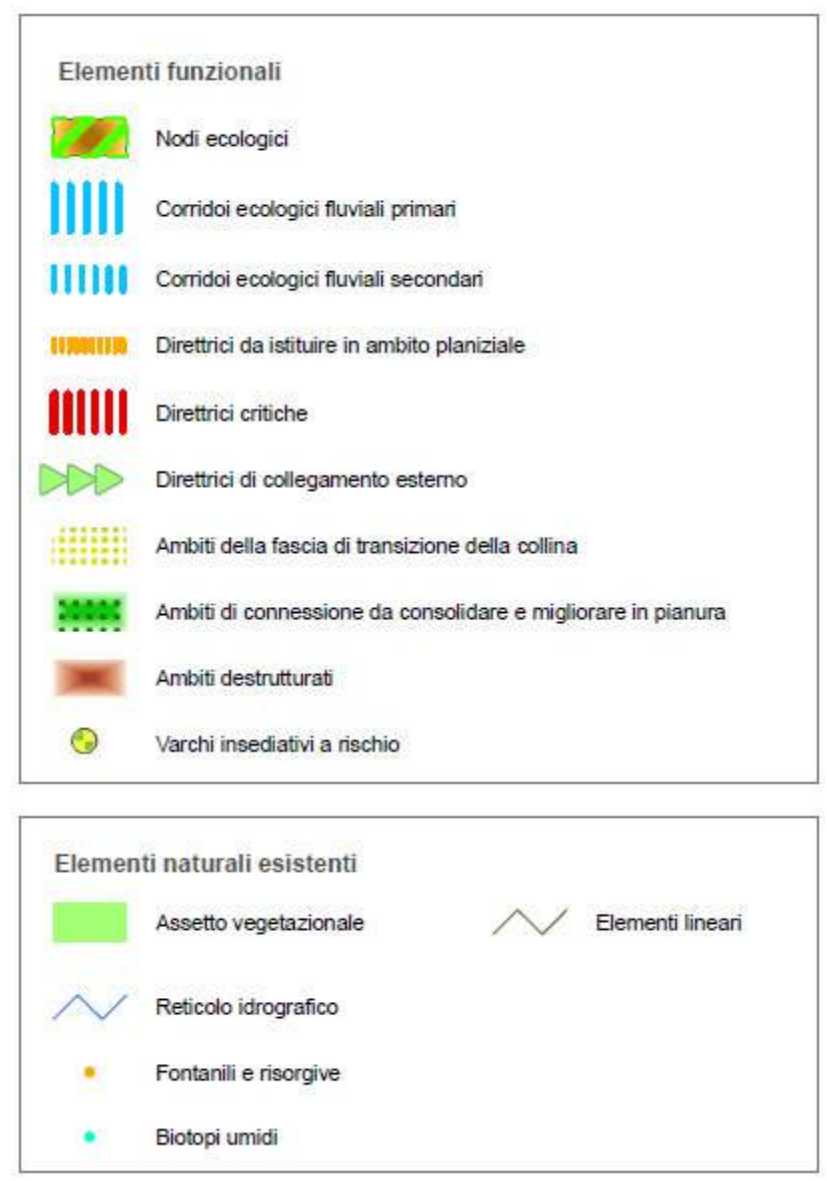 Elementi funzionali
Nodi ecologici
Corridoi ecologici fluviali primari
Corridoi ecologici fluviali secondari
Direttrici da istituire in ambito planiziale
Direttrici critiche
Direttrici di collegamento esterno
Ambiti della fascia di transizione della collina
Ambiti di connessione da consolidare e migliorare in pianura
Ambiti destrutturati
Varchi insediativi a rischio
Elementi naturali esistenti
Assetto vegetazionale
Elementi lineari
Reticolo idrografico
Fontanili e risorgive
Biotopi umidi